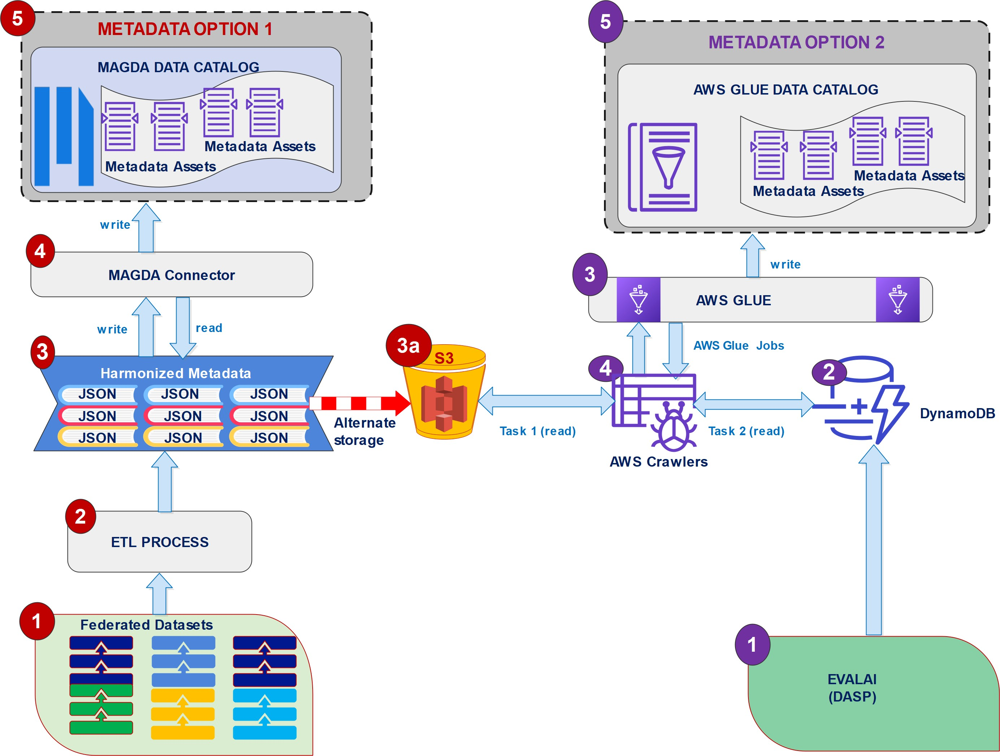 5
METADATA OPTION 1
MAGDA DATA CATALOG
Metadata Assets
Metadata Assets
write
4
MAGDA Connector
write
read
3
Harmonized Metadata
JSON JSON JSON
JSON JSON JSON
JSON JSON JSON
Alternate
storage
2
ETL PROCESS
1
Federated Datasets
3a
S3
Task 1 (read)
5
METADATA OPTION 2
AWS GLUE DATA CATALOG
Metadata Assets
Metadata Assets
write
3
AWS GLUE
AWS Glue Jobs
4
AWS Crawlers
Task 2 (read)
2
DynamoDB
1
EVALAI
(DASP)